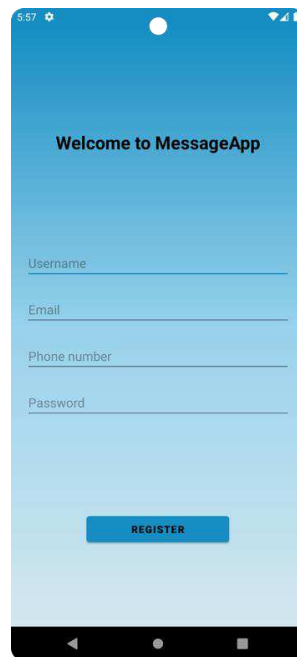 5:57
Welcome to MessageApp
Username
Email
Phone number
Password
REGISTER